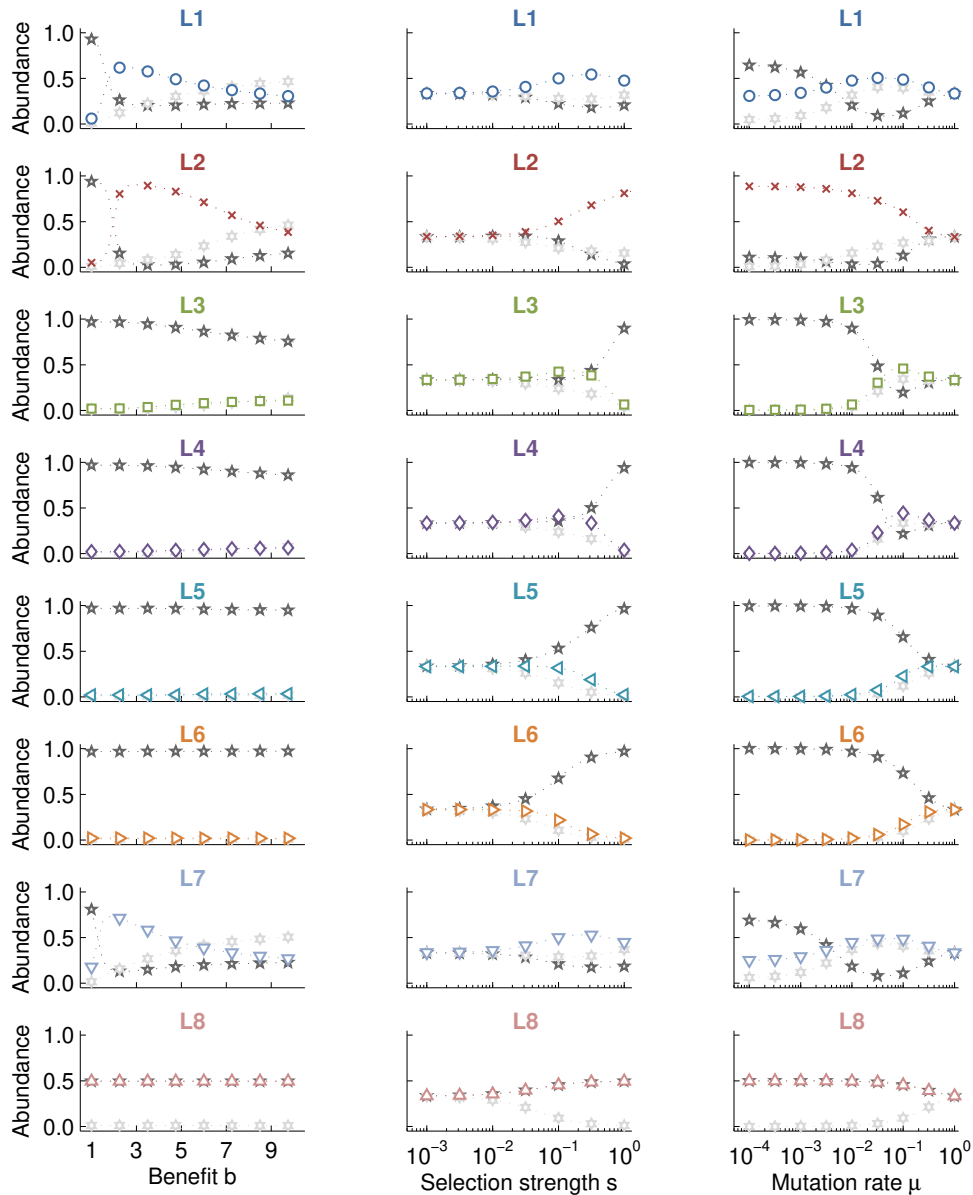 L1 L1 L1
Abundance
1.0
0.5
0.0
L2 L2 L2
Abundance
1.0
0.5
0.0
L3 L3 L3
Abundance
1.0
0.5
0.0
L4 L4 L4
Abundance
1.0
0.5
0.0
L5 L5 L5
Abundance
1.0
0.5
0.0
L6 L6 L6
Abundance
1.0
0.5
0.0
L7 L7 L7
Abundance
1.0
0.5
0.0
L8 L8 L8
Abundance
1.0
0.5
0.0
1 3 5 7 9 10⁻³ 10⁻² 10⁻¹ 10⁰ 10⁻⁴ 10⁻³ 10⁻² 10⁻¹ 10⁰
Benefit b Selection strength s Mutation rate μ